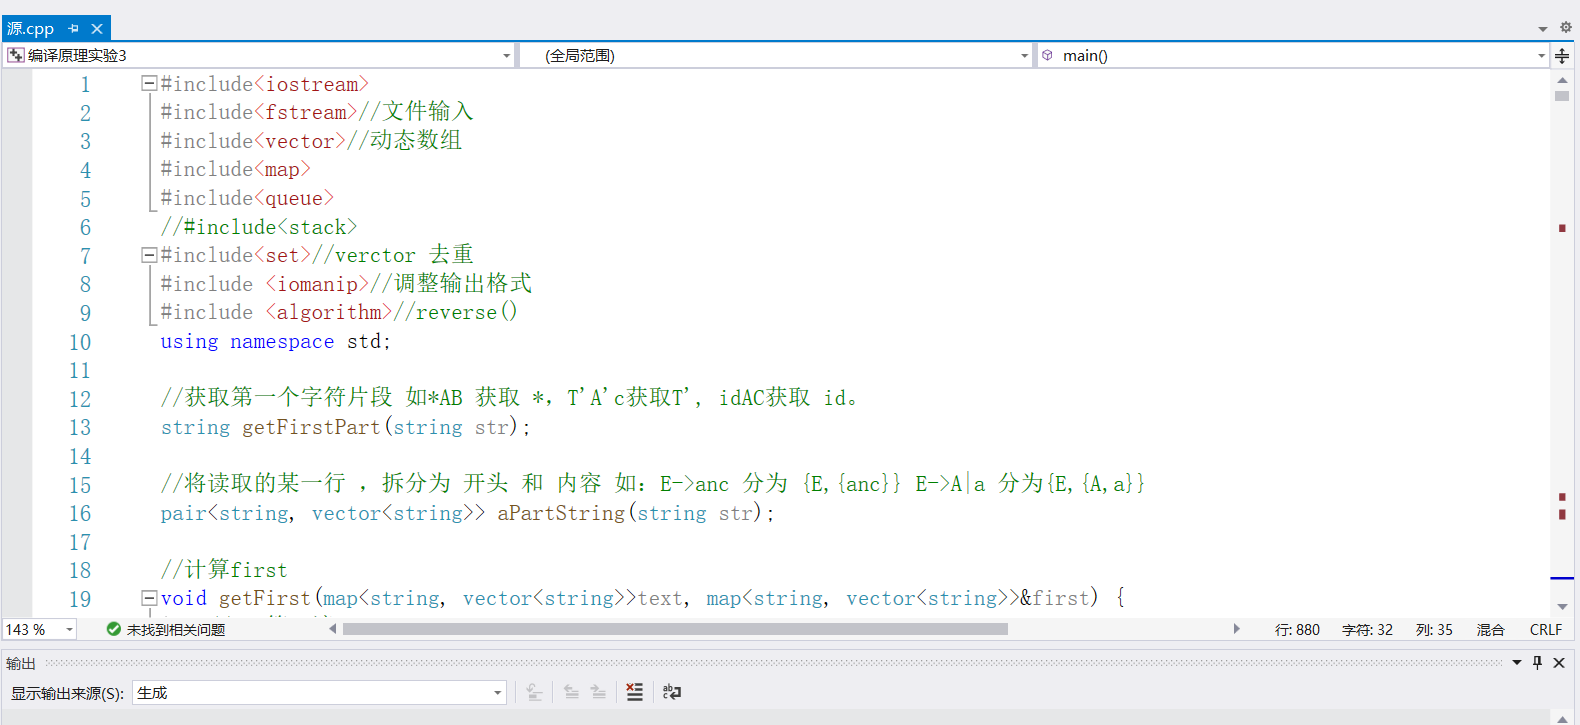 源.cpp
编译原理实验3 (全局范围) main()
1 #include<iostream>
2 #include<fstream>//文件输入
3 #include<vector>//动态数组
4 #include<map>
5 #include<queue>
6 //#include<stack>
7 #include<set>//verctor 去重
8 #include <iomanip>//调整输出格式
9 #include <algorithm>//reverse()
10 using namespace std;
11
12 //获取第一个字符片段 如*AB 获取 *, T'A'c获取T', idAC获取 id。
13 string getFirstPart(string str);
14
15 //将读取的某一行 , 拆分为 开头 和 内容 如: E->anc 分为 {E,{anc}} E->A|a 分为{E,{A,a}}
16 pair<string, vector<string>> aPartString(string str);
17
18 //计算first
19 void getFirst(map<string, vector<string>>text, map<string, vector<string>>&first) {
143 % 未找到相关问题 行: 880 字符: 32 列: 35 混合 CRLF
输出
显示输出来源(S): 生成